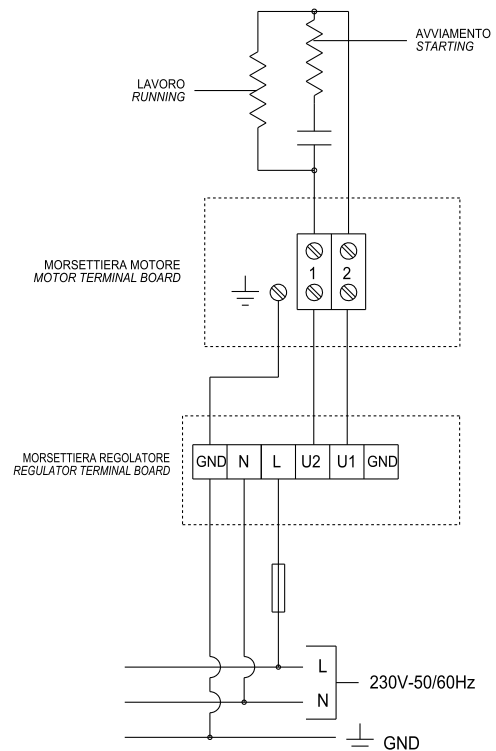 AVVIAMENTO
STARTING
LAVORO
RUNNING
MORSETTIERA MOTORE
MOTOR TERMINAL BOARD
1 2
MORSETTIERA REGOLATORE
REGULATOR TERMINAL BOARD
GND N L U2 U1 GND
L
N
230V-50/60Hz
GND